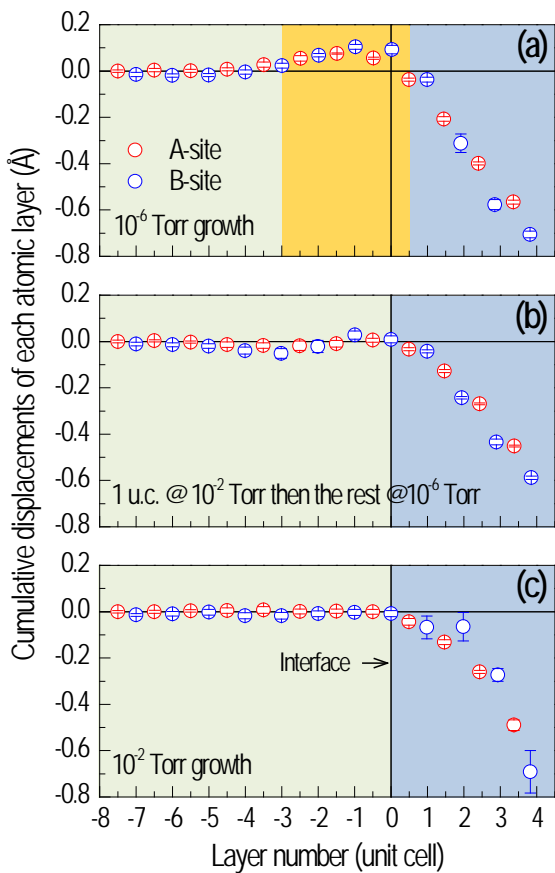 Cumulative displacements of each atomic layer (Å)
0.2
0.0
-0.2
-0.4
-0.6
-0.8
(a)
A-site
B-site
10⁻⁶ Torr growth
0.2
0.0
-0.2
-0.4
-0.6
-0.8
(b)
1 u.c. @ 10⁻² Torr then the rest @10⁻⁶ Torr
0.2
0.0
-0.2
-0.4
-0.6
-0.8
(c)
Interface
10⁻² Torr growth
-8 -7 -6 -5 -4 -3 -2 -1 0 1 2 3 4
Layer number (unit cell)